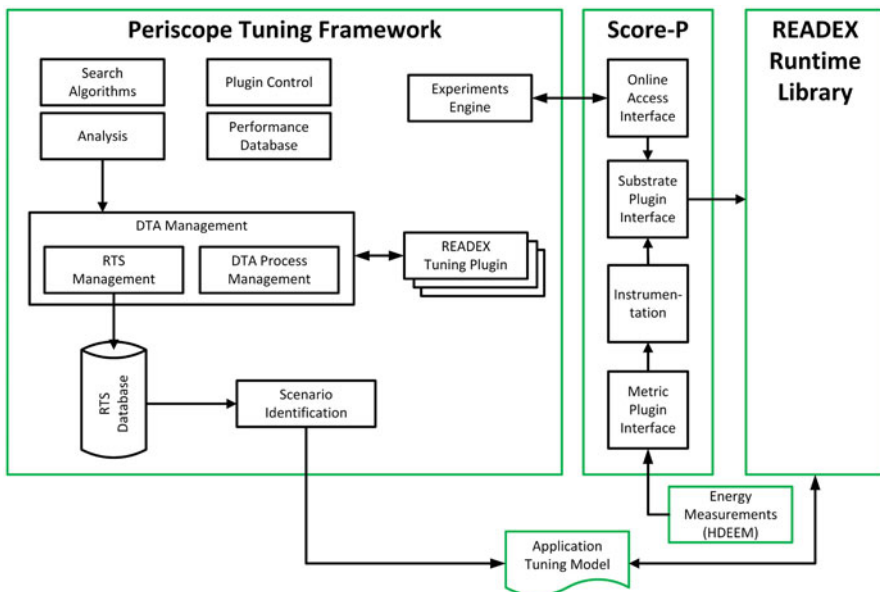 Periscope Tuning Framework
Search
Algorithms
Plugin Control
Analysis
Performance
Database
Experiments
Engine
DTA Management
RTS
Management
DTA Process
Management
READEX
Tuning Plugin
RTS
Database
Scenario
Identification
Score-P
Online
Access
Interface
Substrate
Plugin
Interface
Instrumen-
tation
Metric
Plugin
Interface
READEX
Runtime
Library
Energy
Measurements
(HDEEM)
Application
Tuning Model